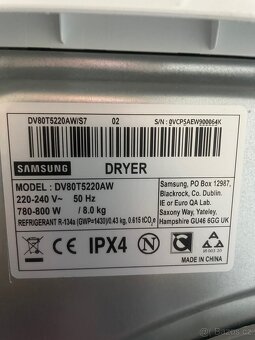 DV80T5220AW/S7 02 S/N : 0VCP5AEW900064K
SAMSUNG DRYER
MODEL : DV80T5220AW
220-240 V~ 50 Hz
780-800 W / 8.0 kg
REFRIGERANT R-134a (GWP=1430)/0.43 kg, 0.615 tCO₂e
Samsung, PO Box 12987,
Blackrock, Co. Dublin.
IE or Euro QA Lab.
Saxony Way, Yateley,
Hampshire GU46 6GG UK
CE IPX4
MADE IN CHINA